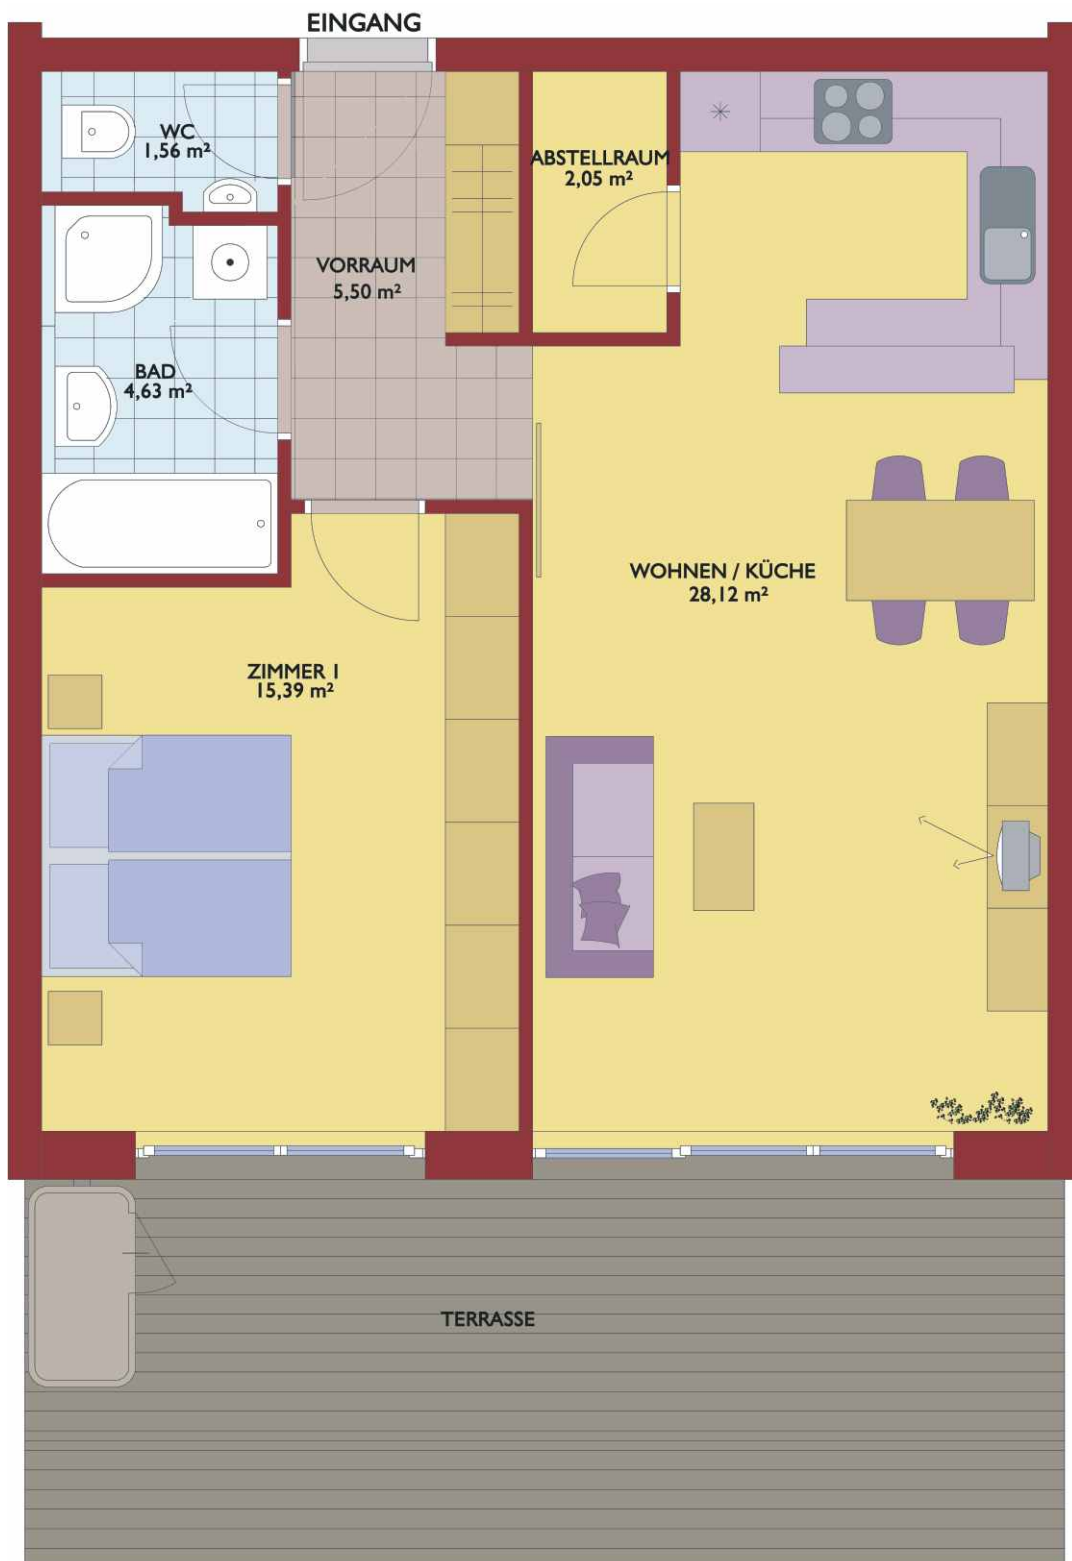 EINGANG
WC
1,56 m²
ABSTELLRAUM
2,05 m²
VORRAUM
5,50 m²
BAD
4,63 m²
WOHNEN / KÜCHE
28,12 m²
ZIMMER 1
15,39 m²
TERRASSE